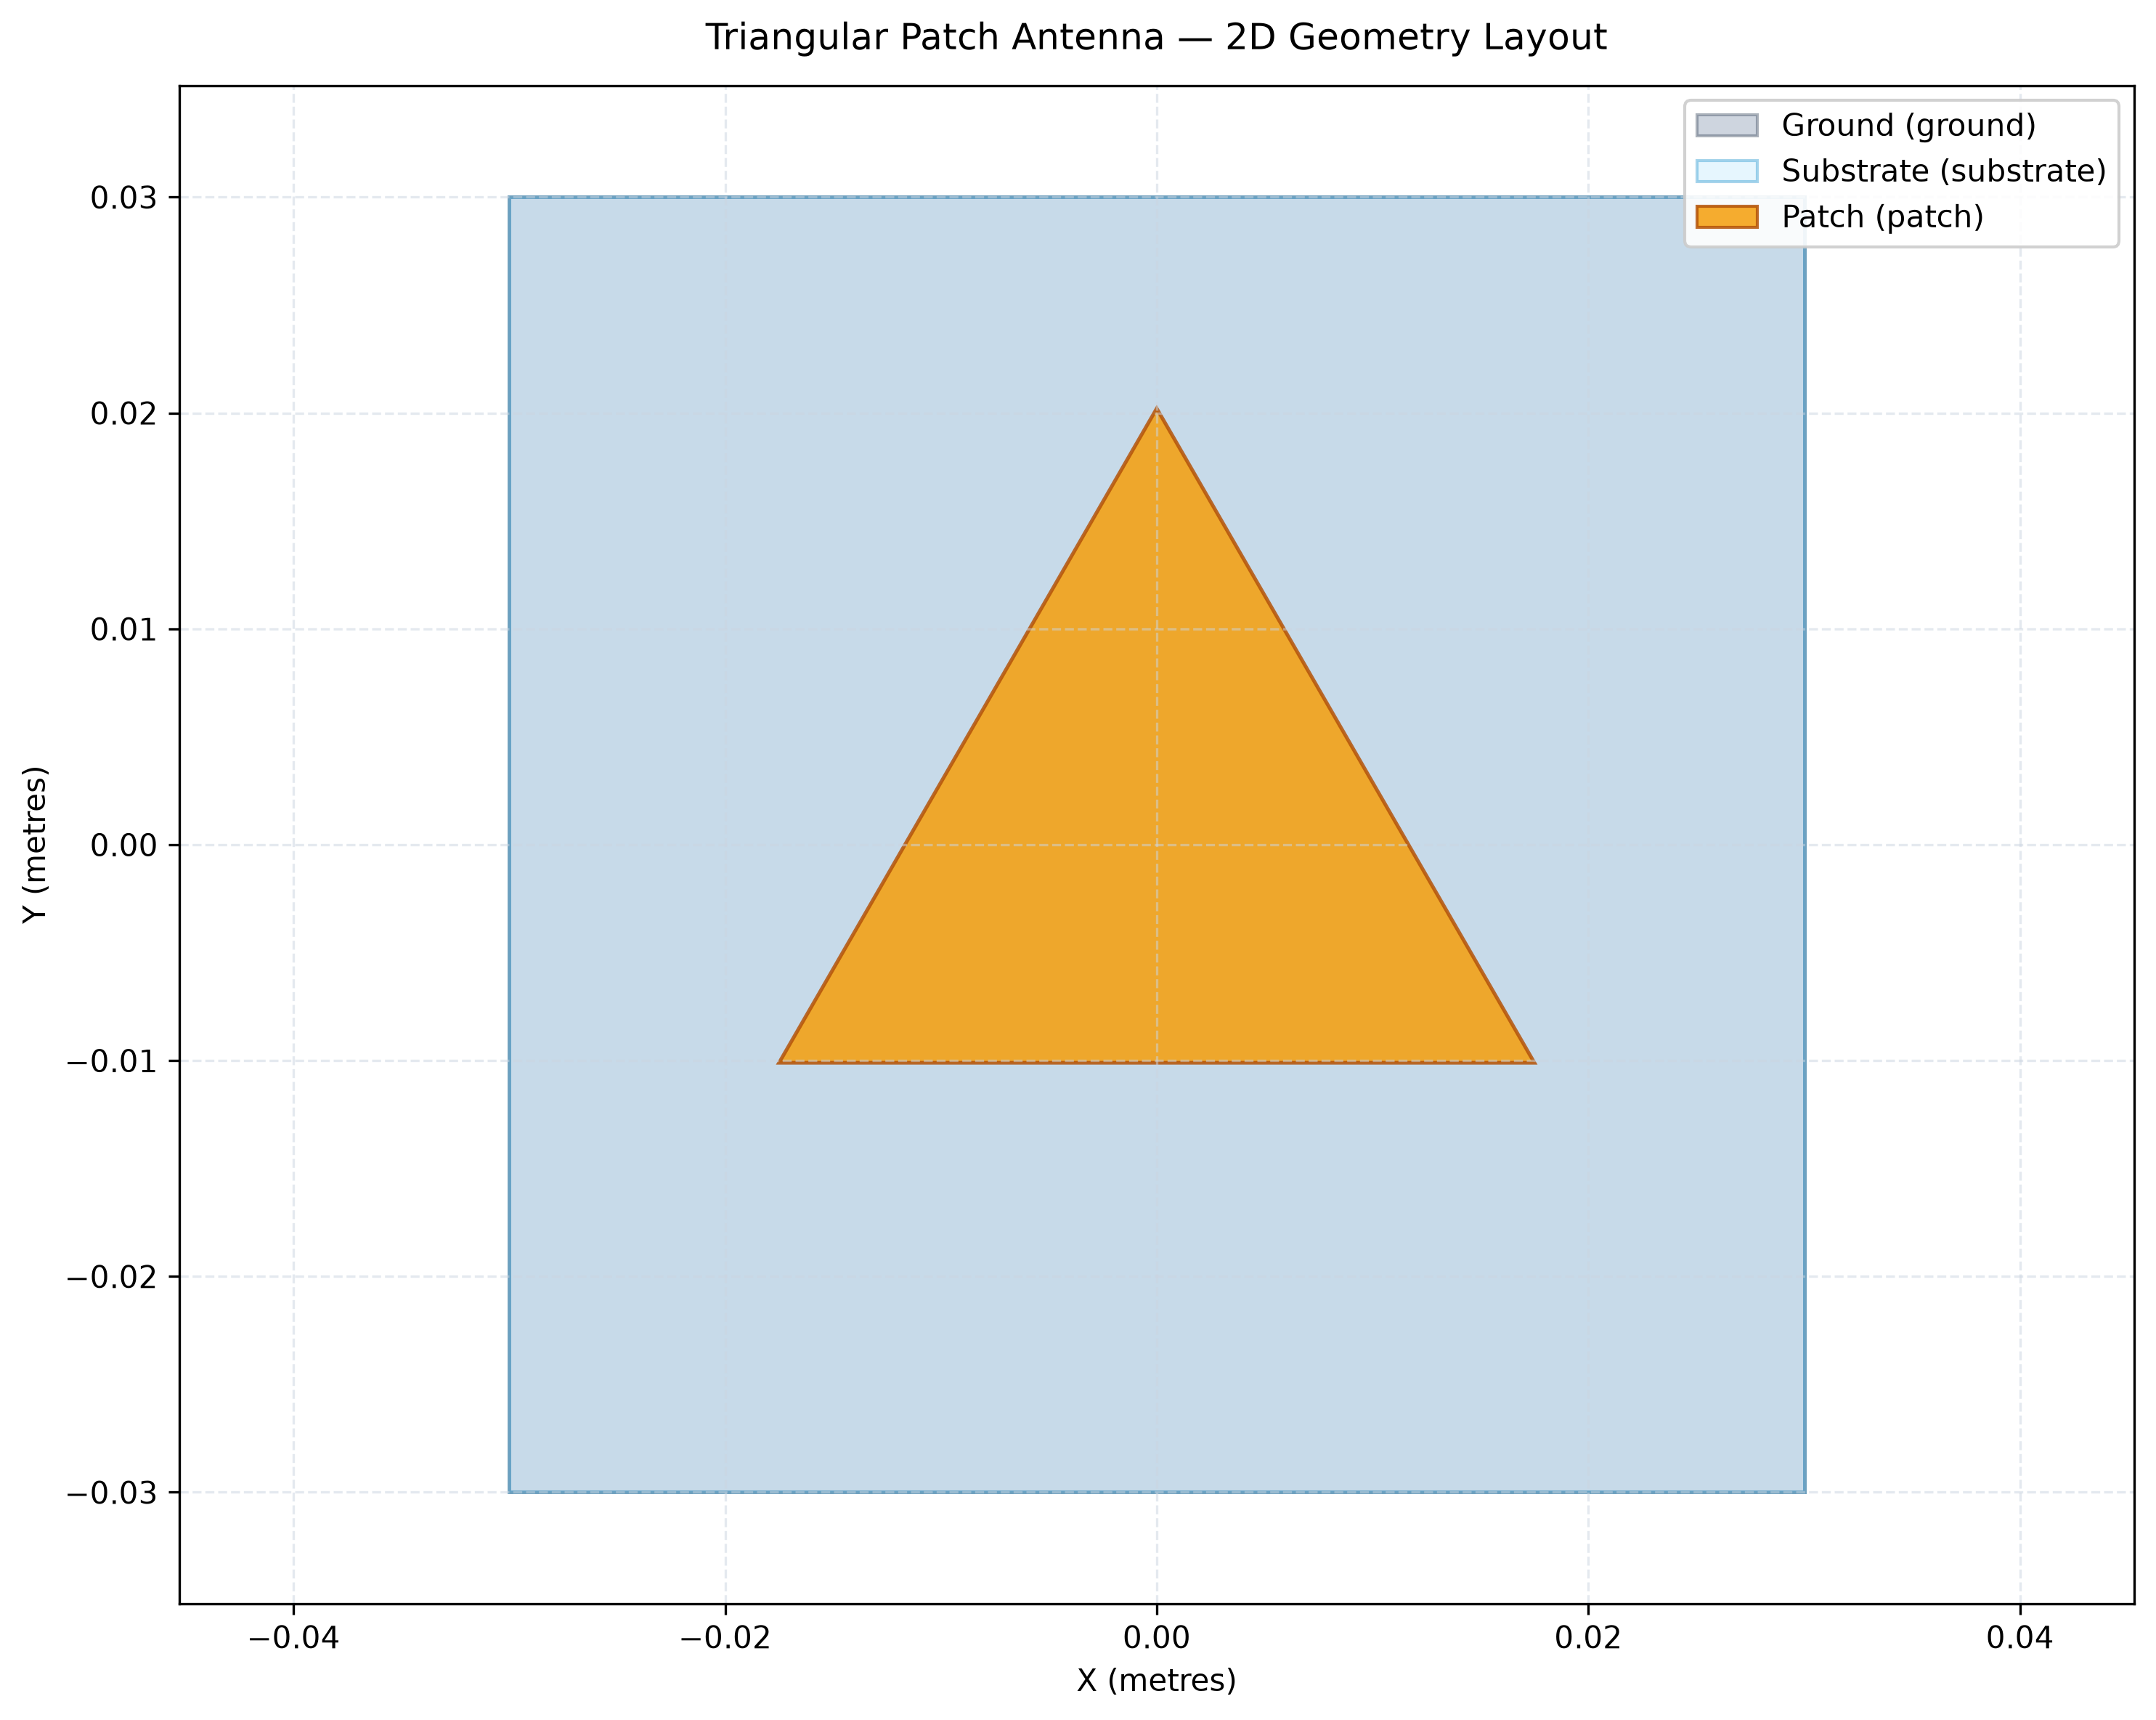 Triangular Patch Antenna — 2D Geometry Layout
Ground (ground)
Substrate (substrate)
Patch (patch)
0.03
0.02
0.01
0.00
−0.01
−0.02
−0.03
Y (metres)
−0.04
−0.02
0.00
0.02
0.04
X (metres)